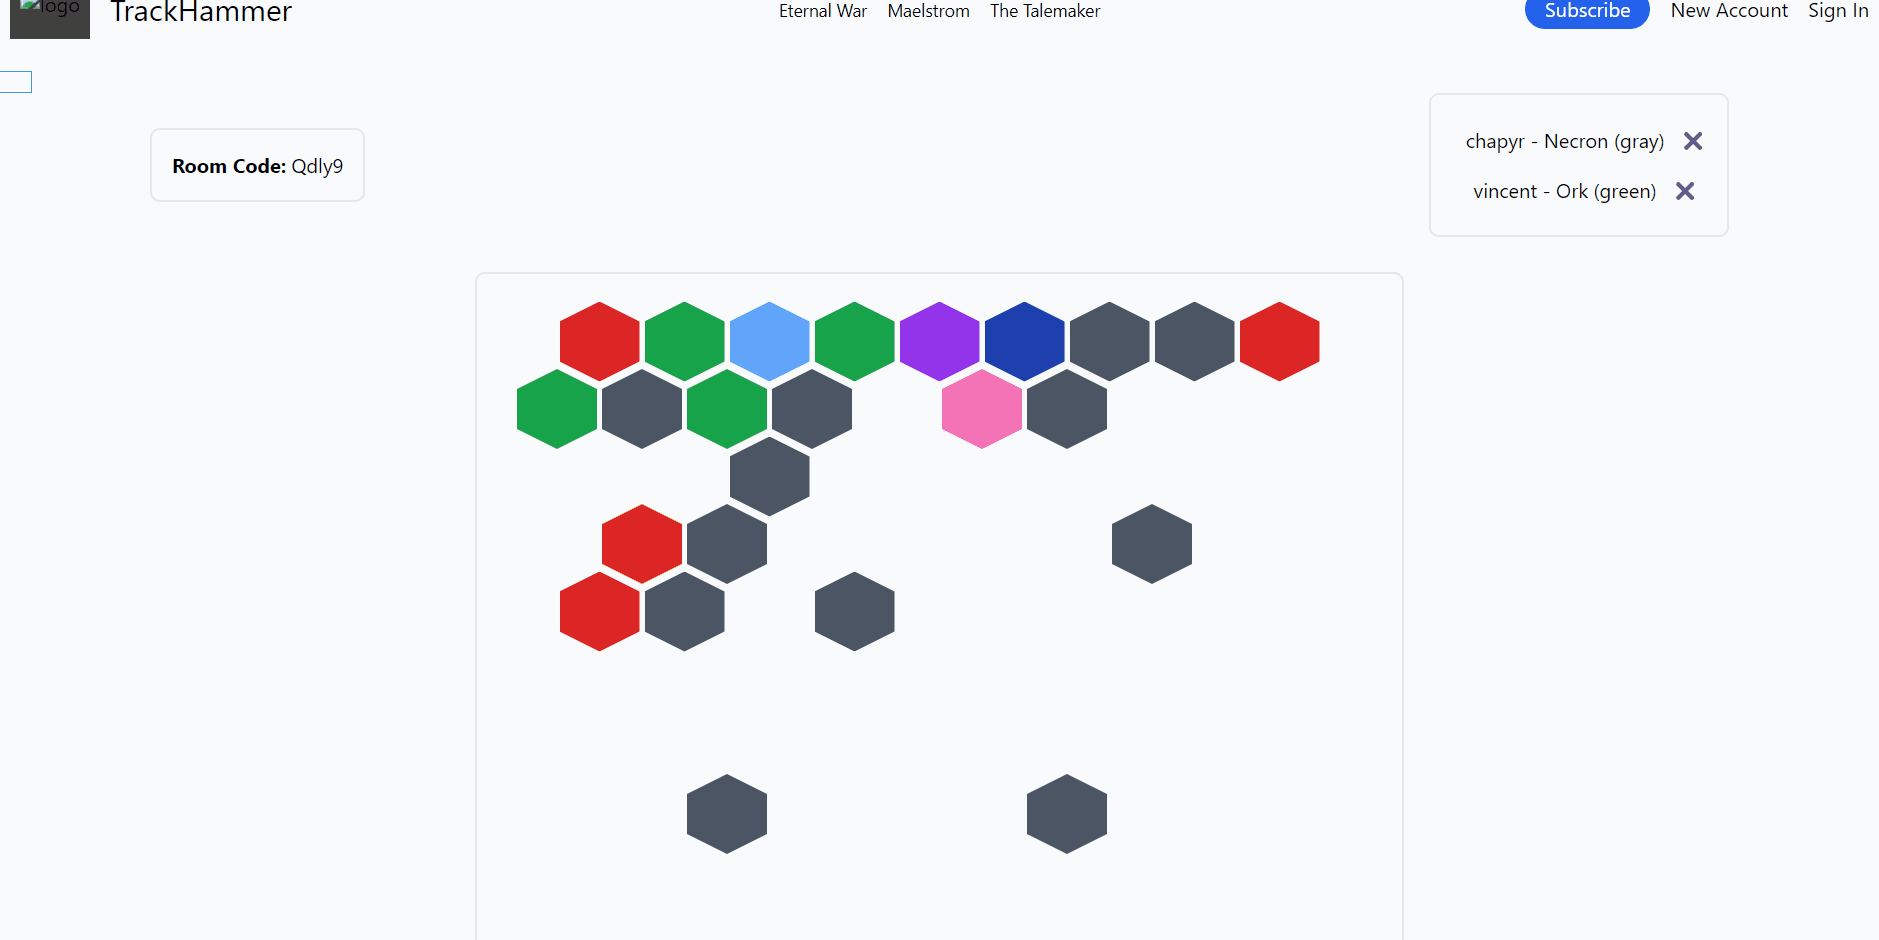 logo
TrackHammer
Eternal War Maelstrom The Talemaker
Subscribe New Account Sign In
Room Code: Qdly9
chapyr - Necron (gray)
vincent - Ork (green)